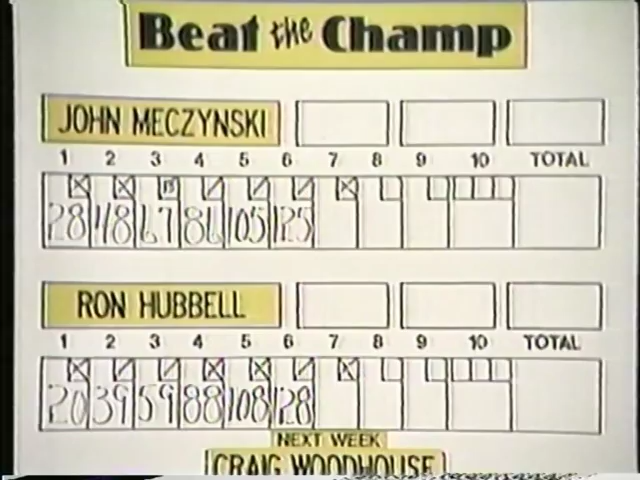 Beat the Champ
JOHN MECZYNSKI
1 2 3 4 5 6 7 8 9 10 TOTAL
28 48 67 86 105 125
RON HUBBELL
1 2 3 4 5 6 7 8 9 10 TOTAL
20 39 59 88 108 128
NEXT WEEK
CRAIG WOODHOUSE